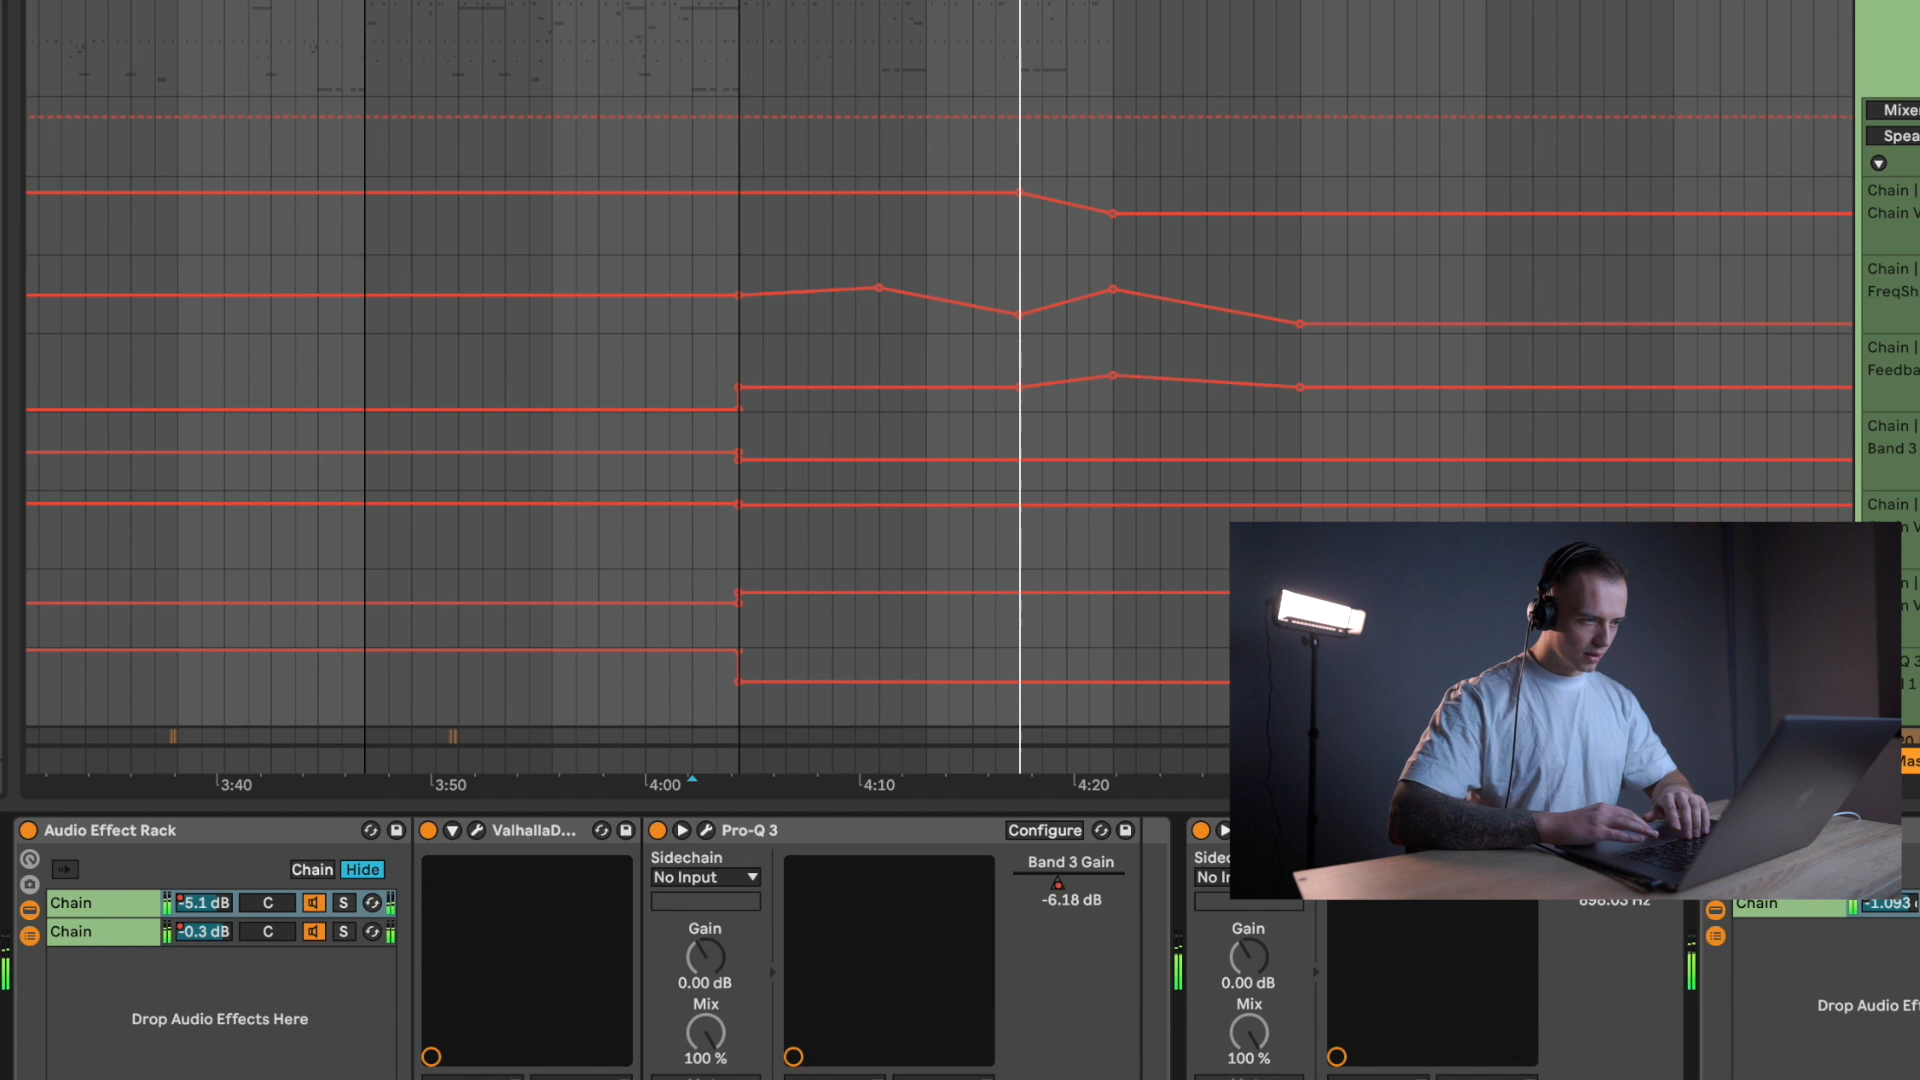 Mixer
Spea
Chain |
Chain V
Chain |
FreqSh
Chain |
Feedba
Chain |
Band 3
Chain |
3:40
3:50
4:00
4:10
4:20
Audio Effect Rack
Chain
Hide
Chain
-5.1 dB
C
S
Chain
-0.3 dB
C
S
Drop Audio Effects Here
ValhallaD...
Pro-Q 3
Configure
Sidechain
No Input
Gain
0.00 dB
Mix
100 %
Band 3 Gain
-6.18 dB
Sidec
No In
Gain
0.00 dB
Mix
100 %
Chain
-1.093
Drop Audio Eff